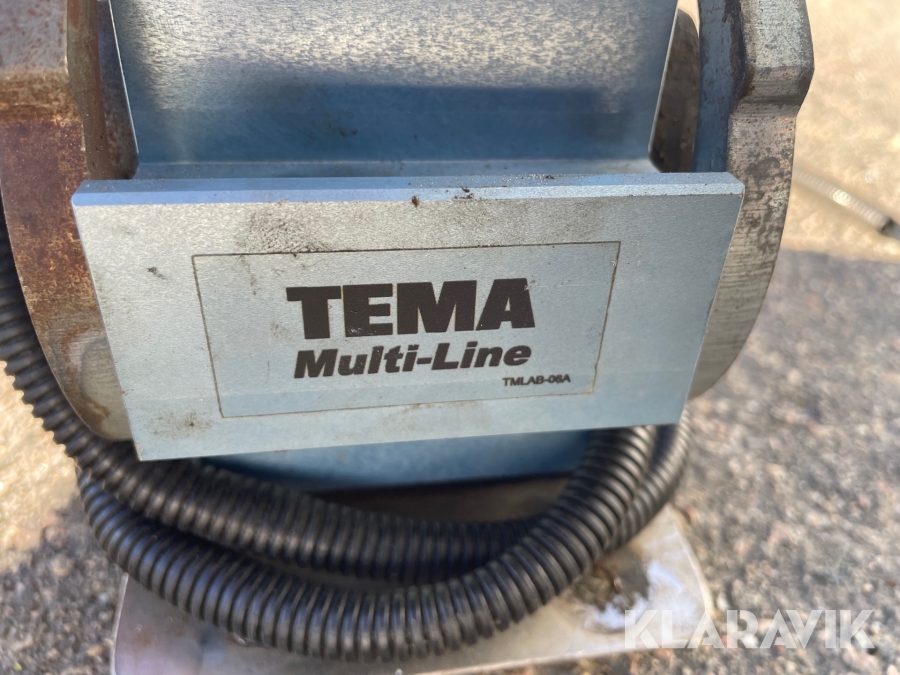 TEMA
Multi-Line
TMLAB-06A
KLARAVIK